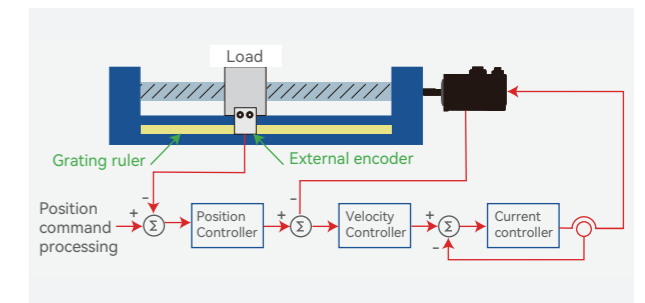 Load
Grating ruler
External encoder
Position
command
processing
+
−
Σ
Position
Controller
+
−
Σ
Velocity
Controller
+
−
Σ
Current
controller